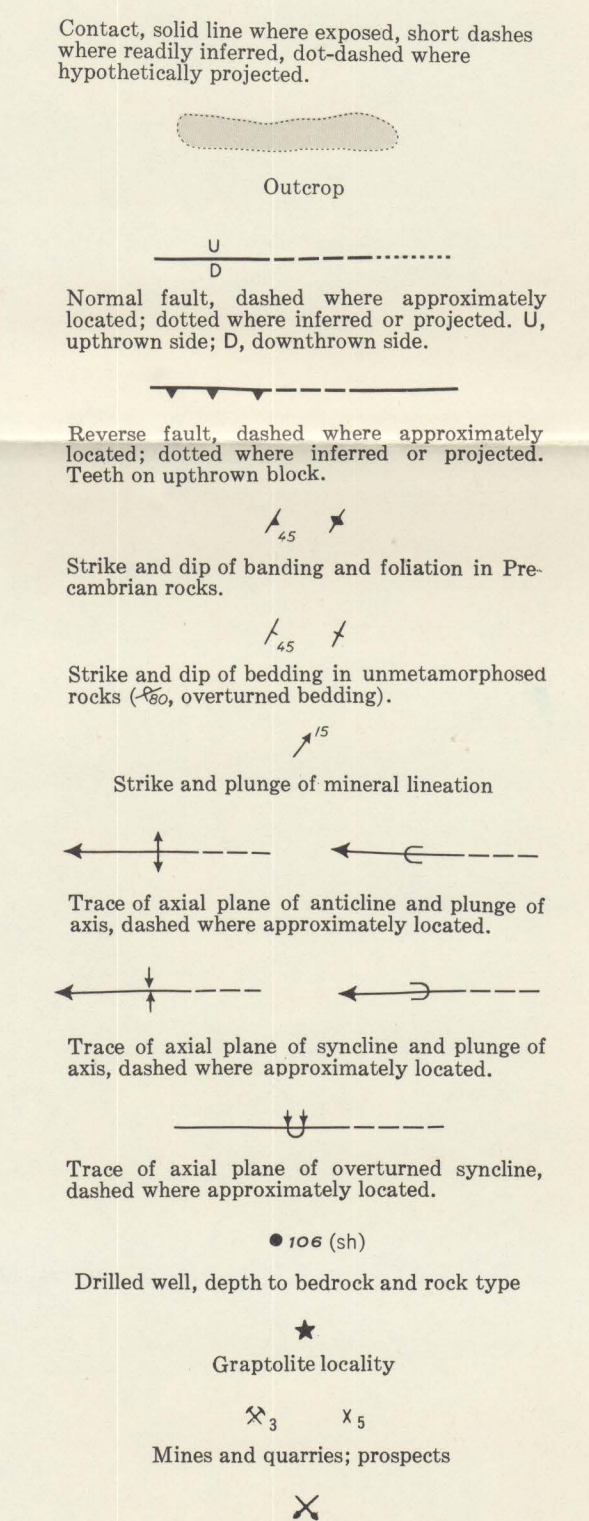 Contact, solid line where exposed, short dashes
where readily inferred, dot-dashed where
hypothetically projected.
Outcrop
U
D
Normal fault, dashed where approximately
located; dotted where inferred or projected. U,
upthrown side; D, downthrown side.
Reverse fault, dashed where approximately
located; dotted where inferred or projected.
Teeth on upthrown block.
45
Strike and dip of banding and foliation in Pre-
cambrian rocks.
45
Strike and dip of bedding in unmetamorphosed
rocks (80, overturned bedding).
15
Strike and plunge of mineral lineation
Trace of axial plane of anticline and plunge of
axis, dashed where approximately located.
Trace of axial plane of syncline and plunge of
axis, dashed where approximately located.
Trace of axial plane of overturned syncline,
dashed where approximately located.
106 (sh)
Drilled well, depth to bedrock and rock type
Graptolite locality
3 X 5
Mines and quarries; prospects